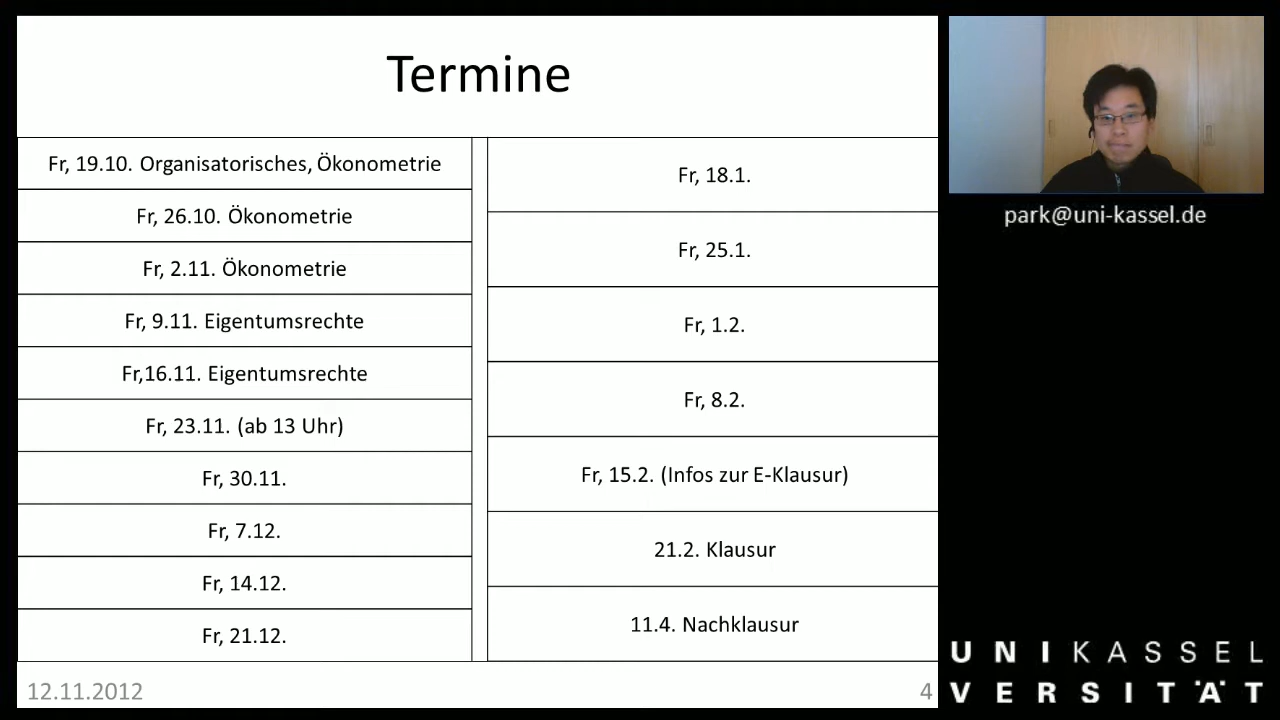 Termine
Fr, 19.10. Organisatorisches, Ökonometrie
Fr, 26.10. Ökonometrie
Fr, 2.11. Ökonometrie
Fr, 9.11. Eigentumsrechte
Fr,16.11. Eigentumsrechte
Fr, 23.11. (ab 13 Uhr)
Fr, 30.11.
Fr, 7.12.
Fr, 14.12.
Fr, 21.12.
Fr, 18.1.
Fr, 25.1.
Fr, 1.2.
Fr, 8.2.
Fr, 15.2. (Infos zur E-Klausur)
21.2. Klausur
11.4. Nachklausur
12.11.2012
4
park@uni-kassel.de
UNIKASSEL
VERSITÄT